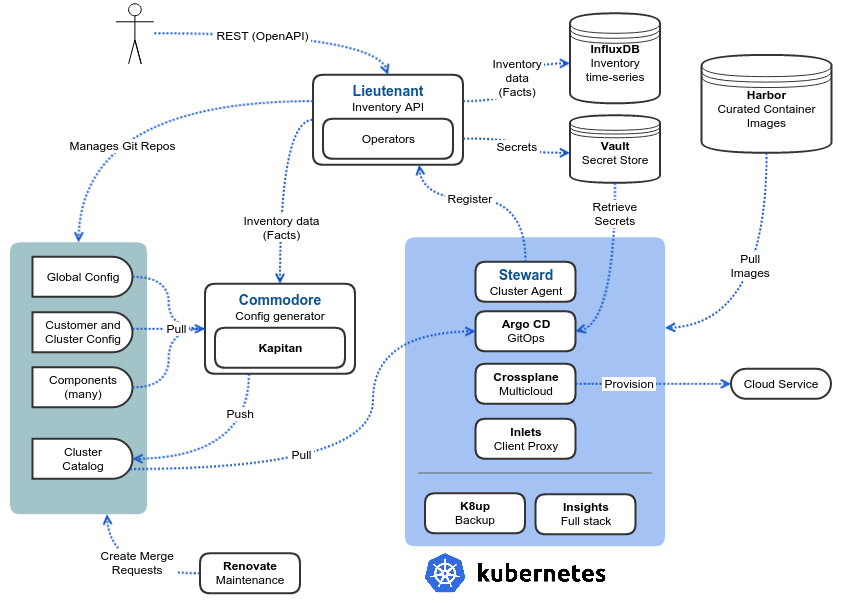 REST (OpenAPI)
InfluxDB
Inventory
time-series
Inventory
data
(Facts)
Harbor
Curated Container
Images
Lieutenant
Inventory API
Operators
Secrets
Vault
Secret Store
Manages Git Repos
Register
Retrieve
Secrets
Inventory data
(Facts)
Pull
Images
Global Config
Customer and
Cluster Config
Components
(many)
Cluster
Catalog
Pull
Commodore
Config generator
Kapitan
Push
Pull
Steward
Cluster Agent
Argo CD
GitOps
Crossplane
Multicloud
Provision
Cloud Service
Inlets
Client Proxy
K8up
Backup
Insights
Full stack
Create Merge
Requests
Renovate
Maintenance
kubernetes